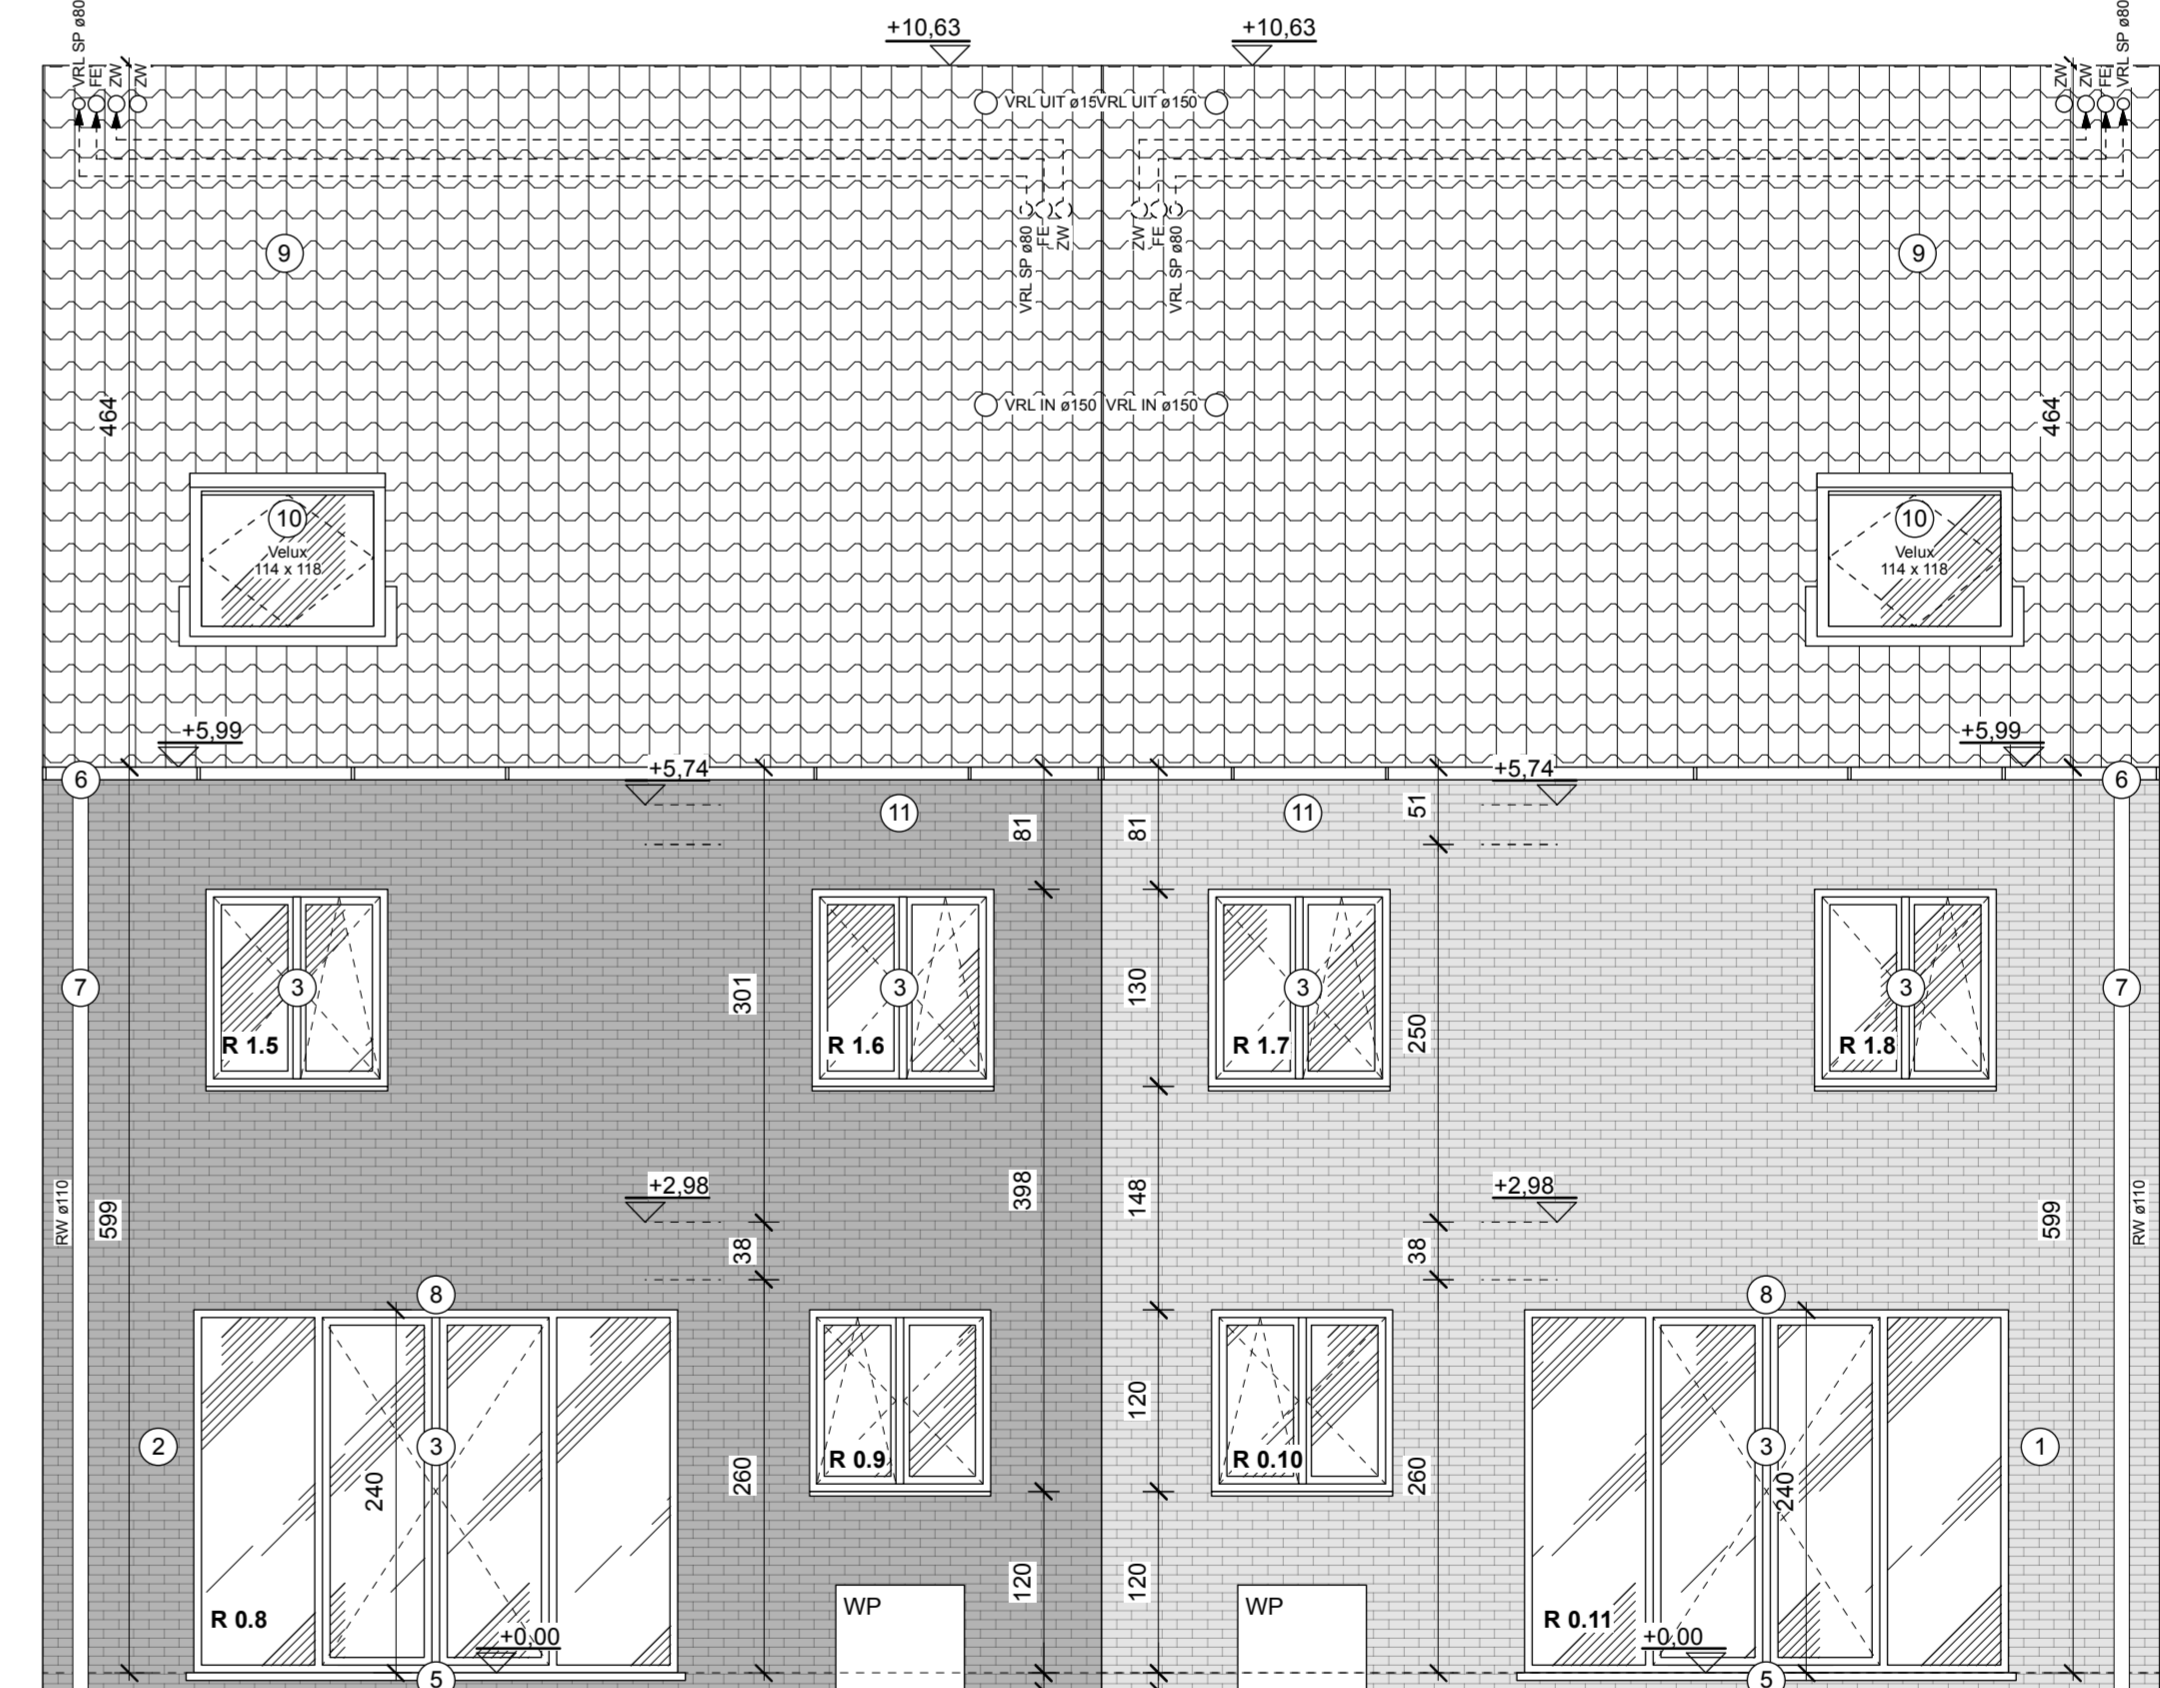 +10,63
+10,63
VRL SP ø80
FE
ZW
ZW
ZW
ZW
FE
VRL SP ø80
VRL UIT ø15
VRL UIT ø150
VRL SP ø80
FE
ZW
ZW
FE
VRL SP ø80
9
9
464
VRL IN ø150
VRL IN ø150
464
10
Velux
114 x 118
10
Velux
114 x 118
+5,99
+5,99
6
+5,74
+5,74
6
11
81
81
11
51
7
3
R 1.5
301
3
R 1.6
130
3
R 1.7
250
3
R 1.8
7
+2,98
+2,98
RW ø110
599
398
148
599
RW ø110
38
38
8
8
2
3
240
R 0.8
260
R 0.9
120
R 0.10
260
3
240
R 0.11
1
WP
120
120
WP
+0,00
+0,00
5
5